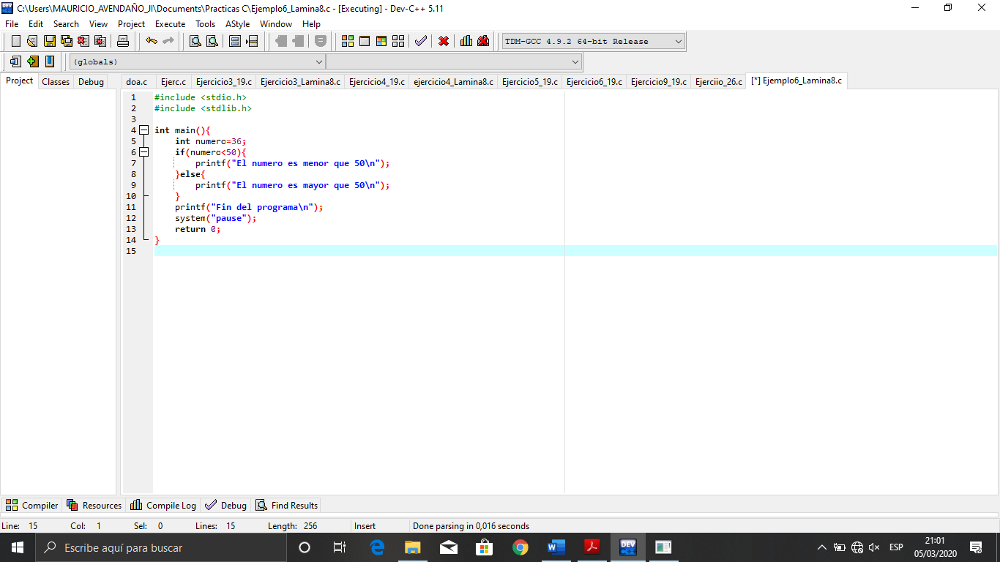 C:\Users\MAURICIO_AVENDAÑO_JI\Documents\Practicas C\Ejemplo6_Lamina8.c - [Executing] - Dev-C++ 5.11
File Edit Search View Project Execute Tools AStyle Window Help
TDM-GCC 4.9.2 64-bit Release
(globals)
Project Classes Debug doa.c Ejerc.c Ejercicio3_19.c Ejercicio3_Lamina8.c Ejercicio4_19.c ejercicio4_Lamina8.c Ejercicio5_19.c Ejercicio6_19.c Ejercicio9_19.c Ejerciio_26.c [*] Ejemplo6_Lamina8.c
1 #include <stdio.h>
2 #include <stdlib.h>
3
4 int main(){
5 int numero=36;
6 if(numero<50){
7 printf("El numero es menor que 50\n");
8 }else{
9 printf("El numero es mayor que 50\n");
10 }
11 printf("Fin del programa\n");
12 system("pause");
13 return 0;
14 }
15
Compiler Resources Compile Log Debug Find Results
Line: 15 Col: 1 Sel: 0 Lines: 15 Length: 256 Insert Done parsing in 0,016 seconds
Escribe aquí para buscar
ESP
21:01
05/03/2020